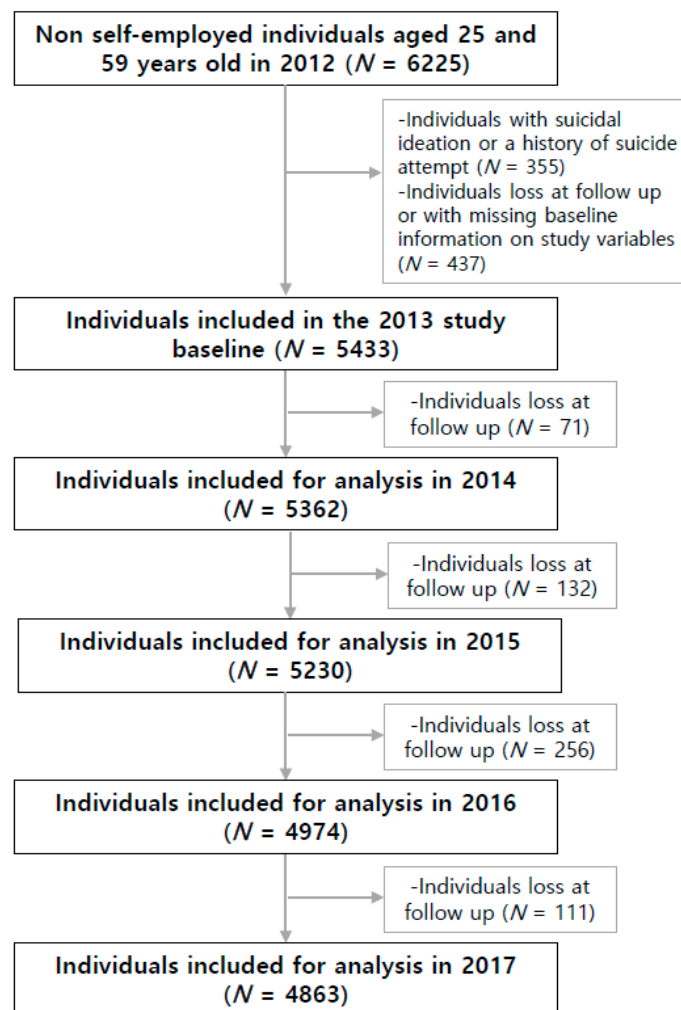 Non self-employed individuals aged 25 and
59 years old in 2012 (N = 6225)
-Individuals with suicidal
ideation or a history of suicide
attempt (N = 355)
-Individuals loss at follow up
or with missing baseline
information on study variables
(N = 437)
Individuals included in the 2013 study
baseline (N = 5433)
-Individuals loss at
follow up (N = 71)
Individuals included for analysis in 2014
(N = 5362)
-Individuals loss at
follow up (N = 132)
Individuals included for analysis in 2015
(N = 5230)
-Individuals loss at
follow up (N = 256)
Individuals included for analysis in 2016
(N = 4974)
-Individuals loss at
follow up (N = 111)
Individuals included for analysis in 2017
(N = 4863)